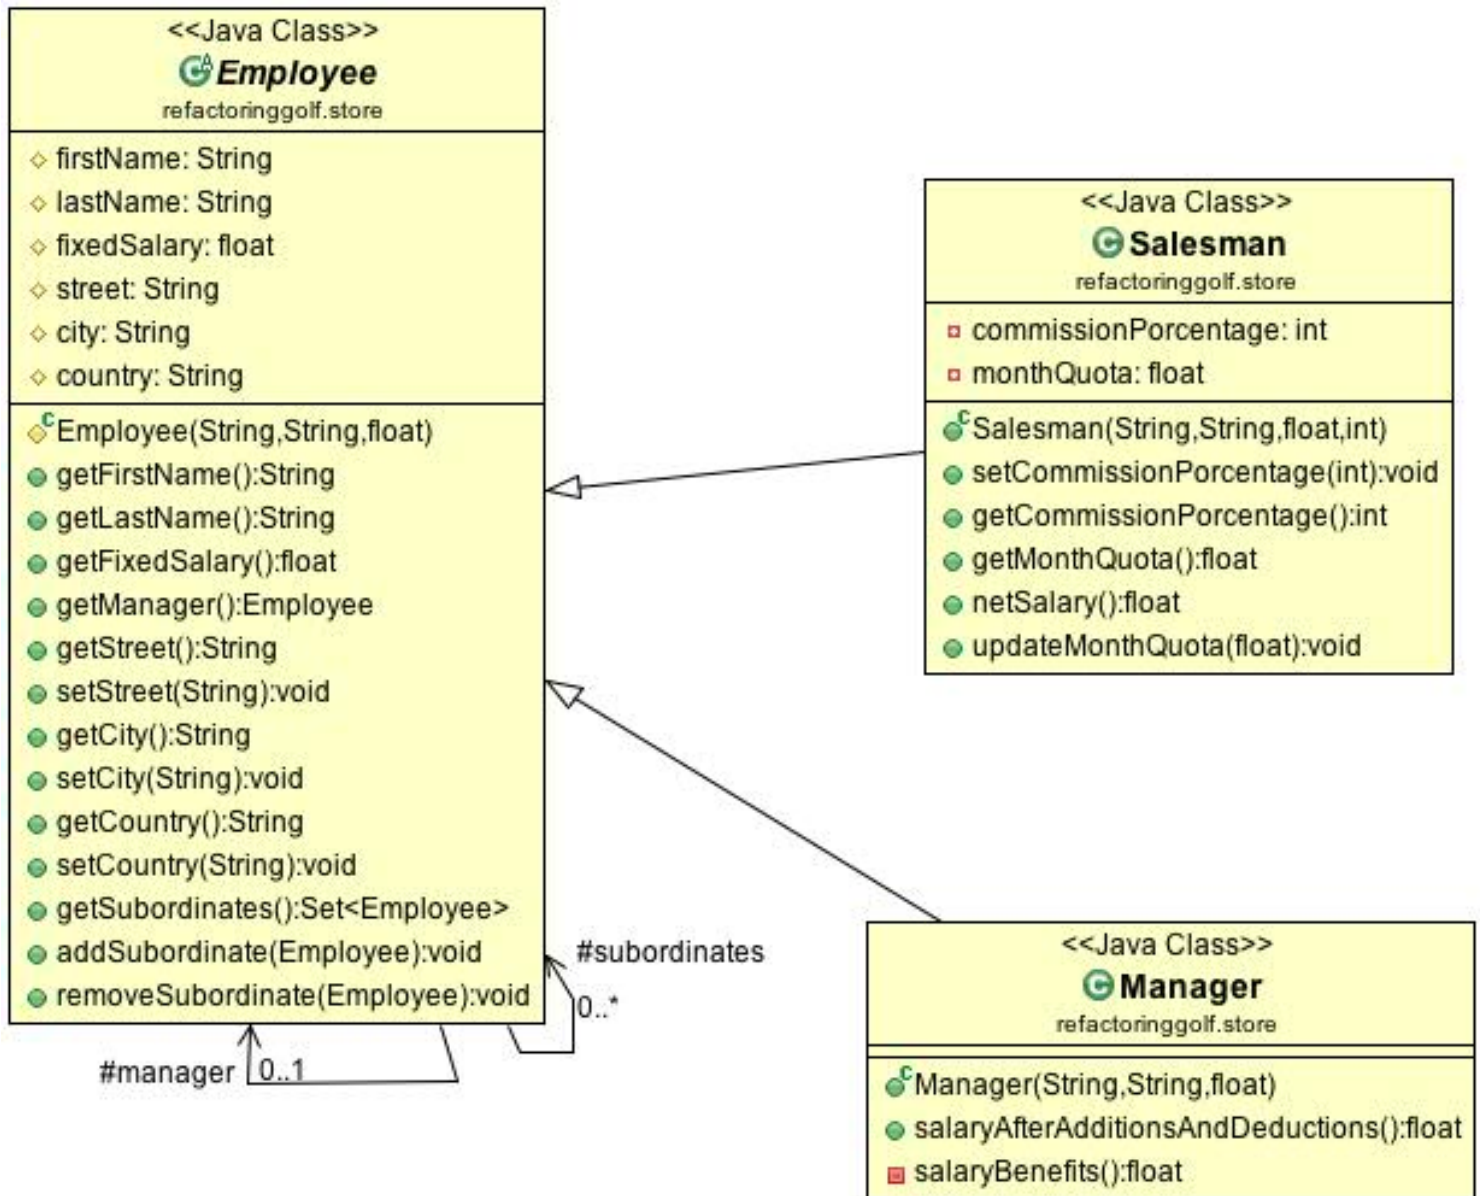 <<Java Class>>
Employee
refactoringgolf.store
firstName: String
lastName: String
fixedSalary: float
street: String
city: String
country: String
Employee(String,String,float)
getFirstName():String
getLastName():String
getFixedSalary():float
getManager():Employee
getStreet():String
setStreet(String):void
getCity():String
setCity(String):void
getCountry():String
setCountry(String):void
getSubordinates():Set<Employee>
addSubordinate(Employee):void
removeSubordinate(Employee):void
#manager
0..1
#subordinates
0..*
<<Java Class>>
Salesman
refactoringgolf.store
commissionPorcentage: int
monthQuota: float
Salesman(String,String,float,int)
setCommissionPorcentage(int):void
getCommissionPorcentage():int
getMonthQuota():float
netSalary():float
updateMonthQuota(float):void
<<Java Class>>
Manager
refactoringgolf.store
Manager(String,String,float)
salaryAfterAdditionsAndDeductions():float
salaryBenefits():float